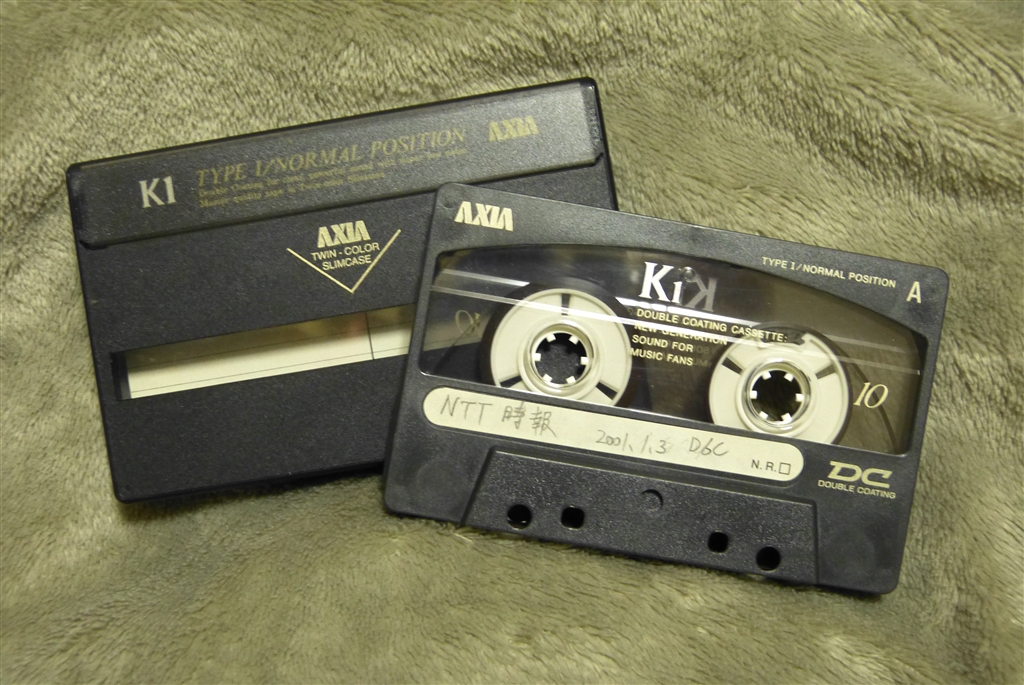 K1
TYPE I/NORMAL POSITION
AXIA
AXIA
TWIN-COLOR
SLIMCASE
AXIA
TYPE I/NORMAL POSITION
A
K1
DOUBLE COATING CASSETTE:
NEW GENERATION
SOUND FOR
MUSIC FANS
10
NTT 時報 2001.1.3
N.R.
DC
DOUBLE COATING